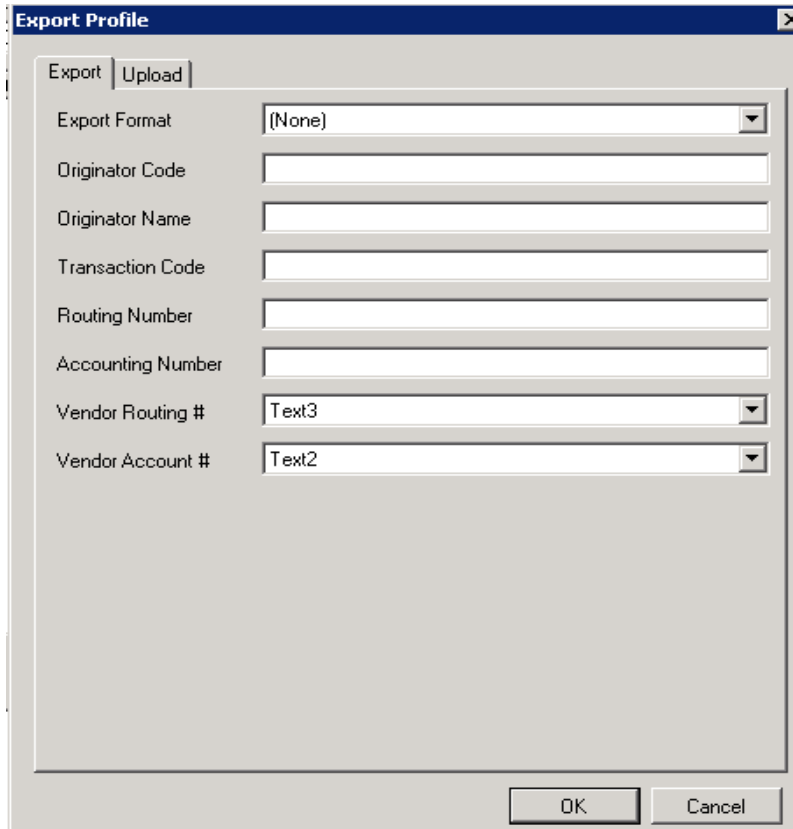 Export Profile
Export Upload
Export Format (None)
Originator Code
Originator Name
Transaction Code
Routing Number
Accounting Number
Vendor Routing # Text3
Vendor Account # Text2
OK Cancel